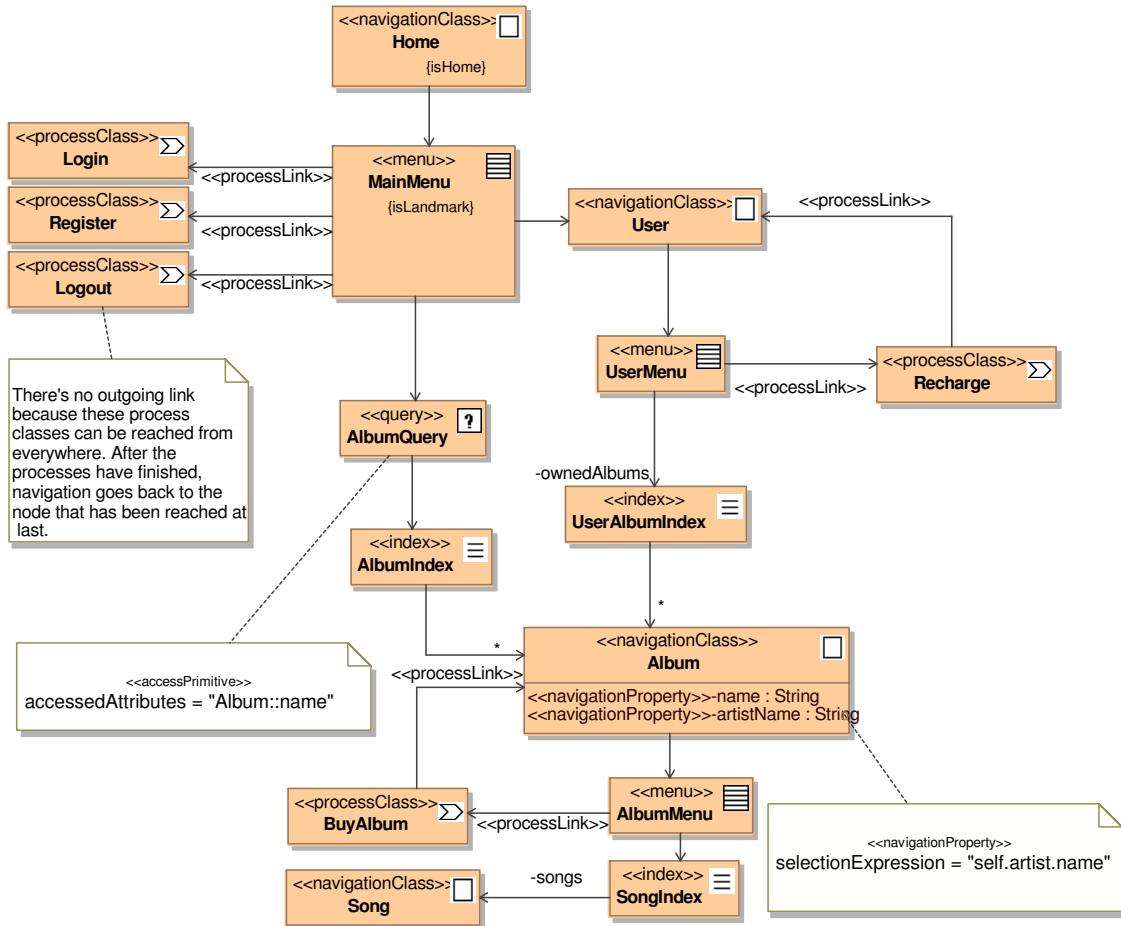 <<navigationClass>>
Home
{isHome}
<<processClass>>
Login
<<processLink>>
<<processClass>>
Register
<<processLink>>
<<processClass>>
Logout
<<processLink>>
<<menu>>
MainMenu
{isLandmark}
<<navigationClass>>
User
<<processLink>>
<<menu>>
UserMenu
<<processLink>>
<<processClass>>
Recharge
There's no outgoing link
because these process
classes can be reached from
everywhere. After the
processes have finished,
navigation goes back to the
node that has been reached at
last.
<<query>>
AlbumQuery
?
-ownedAlbums
<<index>>
UserAlbumIndex
<<index>>
AlbumIndex
*
*
<<accessPrimitive>>
accessedAttributes = "Album::name"
<<navigationClass>>
Album
<<navigationProperty>>-name : String
<<navigationProperty>>-artistName : String
<<processLink>>
<<processClass>>
BuyAlbum
<<processLink>>
<<menu>>
AlbumMenu
<<navigationProperty>>
selectionExpression = "self.artist.name"
<<navigationClass>>
Song
-songs
<<index>>
SongIndex